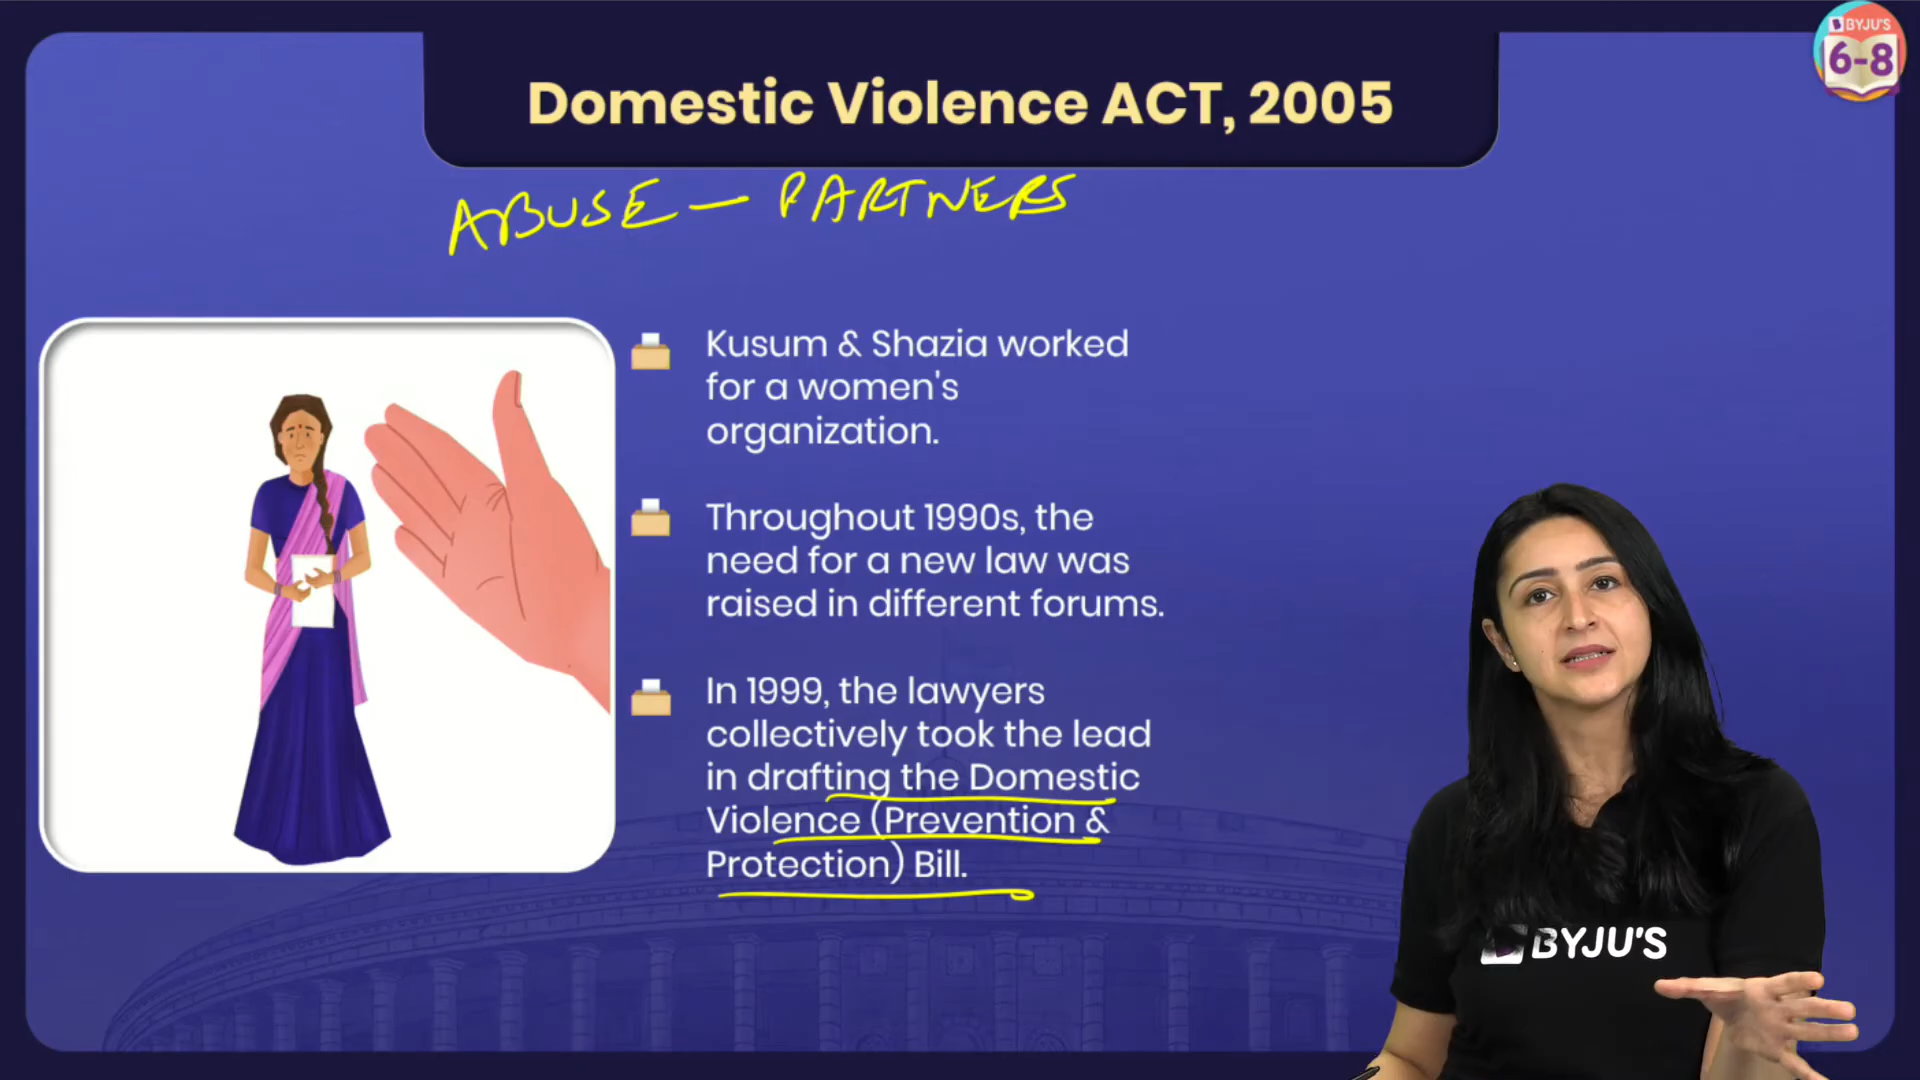 BYJU'S
6-8
Domestic Violence ACT, 2005
ABUSE — PARTNERS
Kusum & Shazia worked
for a women's
organization.
Throughout 1990s, the
need for a new law was
raised in different forums.
In 1999, the lawyers
collectively took the lead
in drafting the Domestic
Violence (Prevention &
Protection) Bill.
BYJU'S